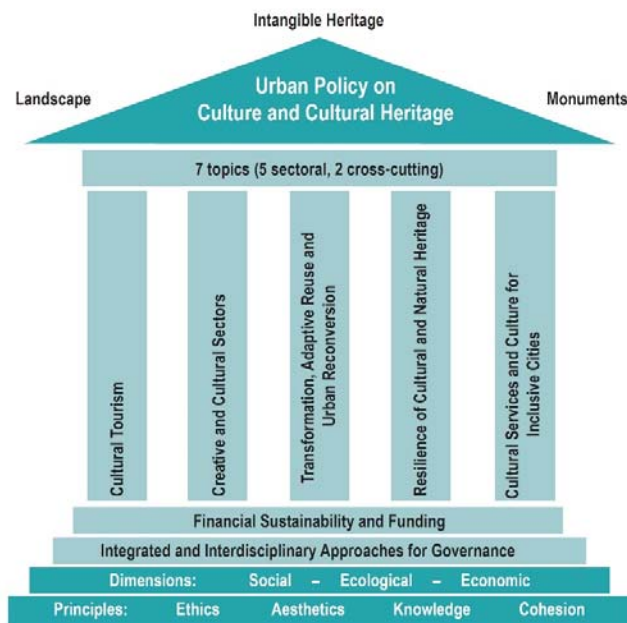 Intangible Heritage
Landscape
Urban Policy on
Culture and Cultural Heritage
Monuments
7 topics (5 sectoral, 2 cross-cutting)
Cultural Tourism
Creative and Cultural Sectors
Transformation, Adaptive Reuse and
Urban Reconversion
Resilience of Cultural and Natural Heritage
Cultural Services and Culture for
Inclusive Cities
Financial Sustainability and Funding
Integrated and Interdisciplinary Approaches for Governance
Dimensions: Social – Ecological – Economic
Principles: Ethics Aesthetics Knowledge Cohesion